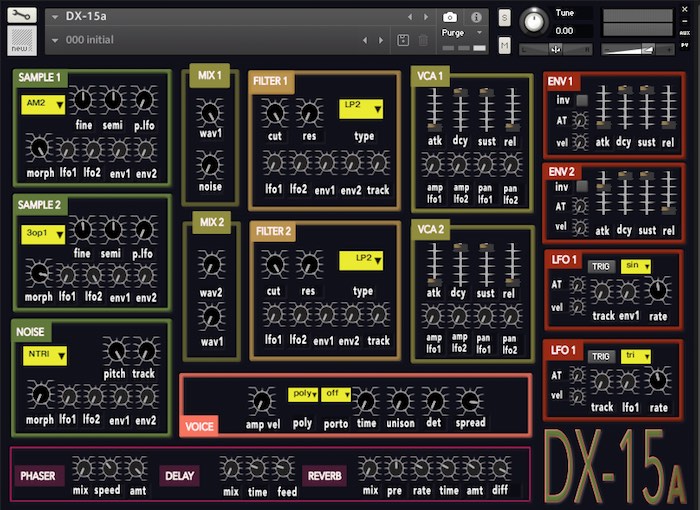 DX-15a
Purge
S
M
Tune
0.00
AUX
PV
new
000 initial
SAMPLE 1
AM2
fine semi p.lfo
morph lfo1 lfo2 env1 env2
MIX 1
wav1
noise
FILTER 1
LP2
cut res type
lfo1 lfo2 env1 env2 track
VCA 1
atk dcy sust rel
amp lfo1 amp lfo2 pan lfo1 pan lfo2
ENV 1
inv
AT
vel
atk dcy sust rel
SAMPLE 2
3op1
fine semi p.lfo
morph lfo1 lfo2 env1 env2
MIX 2
wav2
wav1
FILTER 2
LP2
cut res type
lfo1 lfo2 env1 env2 track
VCA 2
atk dcy sust rel
amp lfo1 amp lfo2 pan lfo1 pan lfo2
ENV 2
inv
AT
vel
atk dcy sust rel
LFO 1
TRIG
sin
AT
vel
track env1 rate
NOISE
NTRI
pitch track
morph lfo1 lfo2 env1 env2
LFO 1
TRIG
tri
AT
vel
track lfo1 rate
VOICE
poly
off
amp vel poly porto time unison det spread
PHASER
mix speed amt
DELAY
mix time feed
REVERB
mix pre rate time amt diff
DX-15A